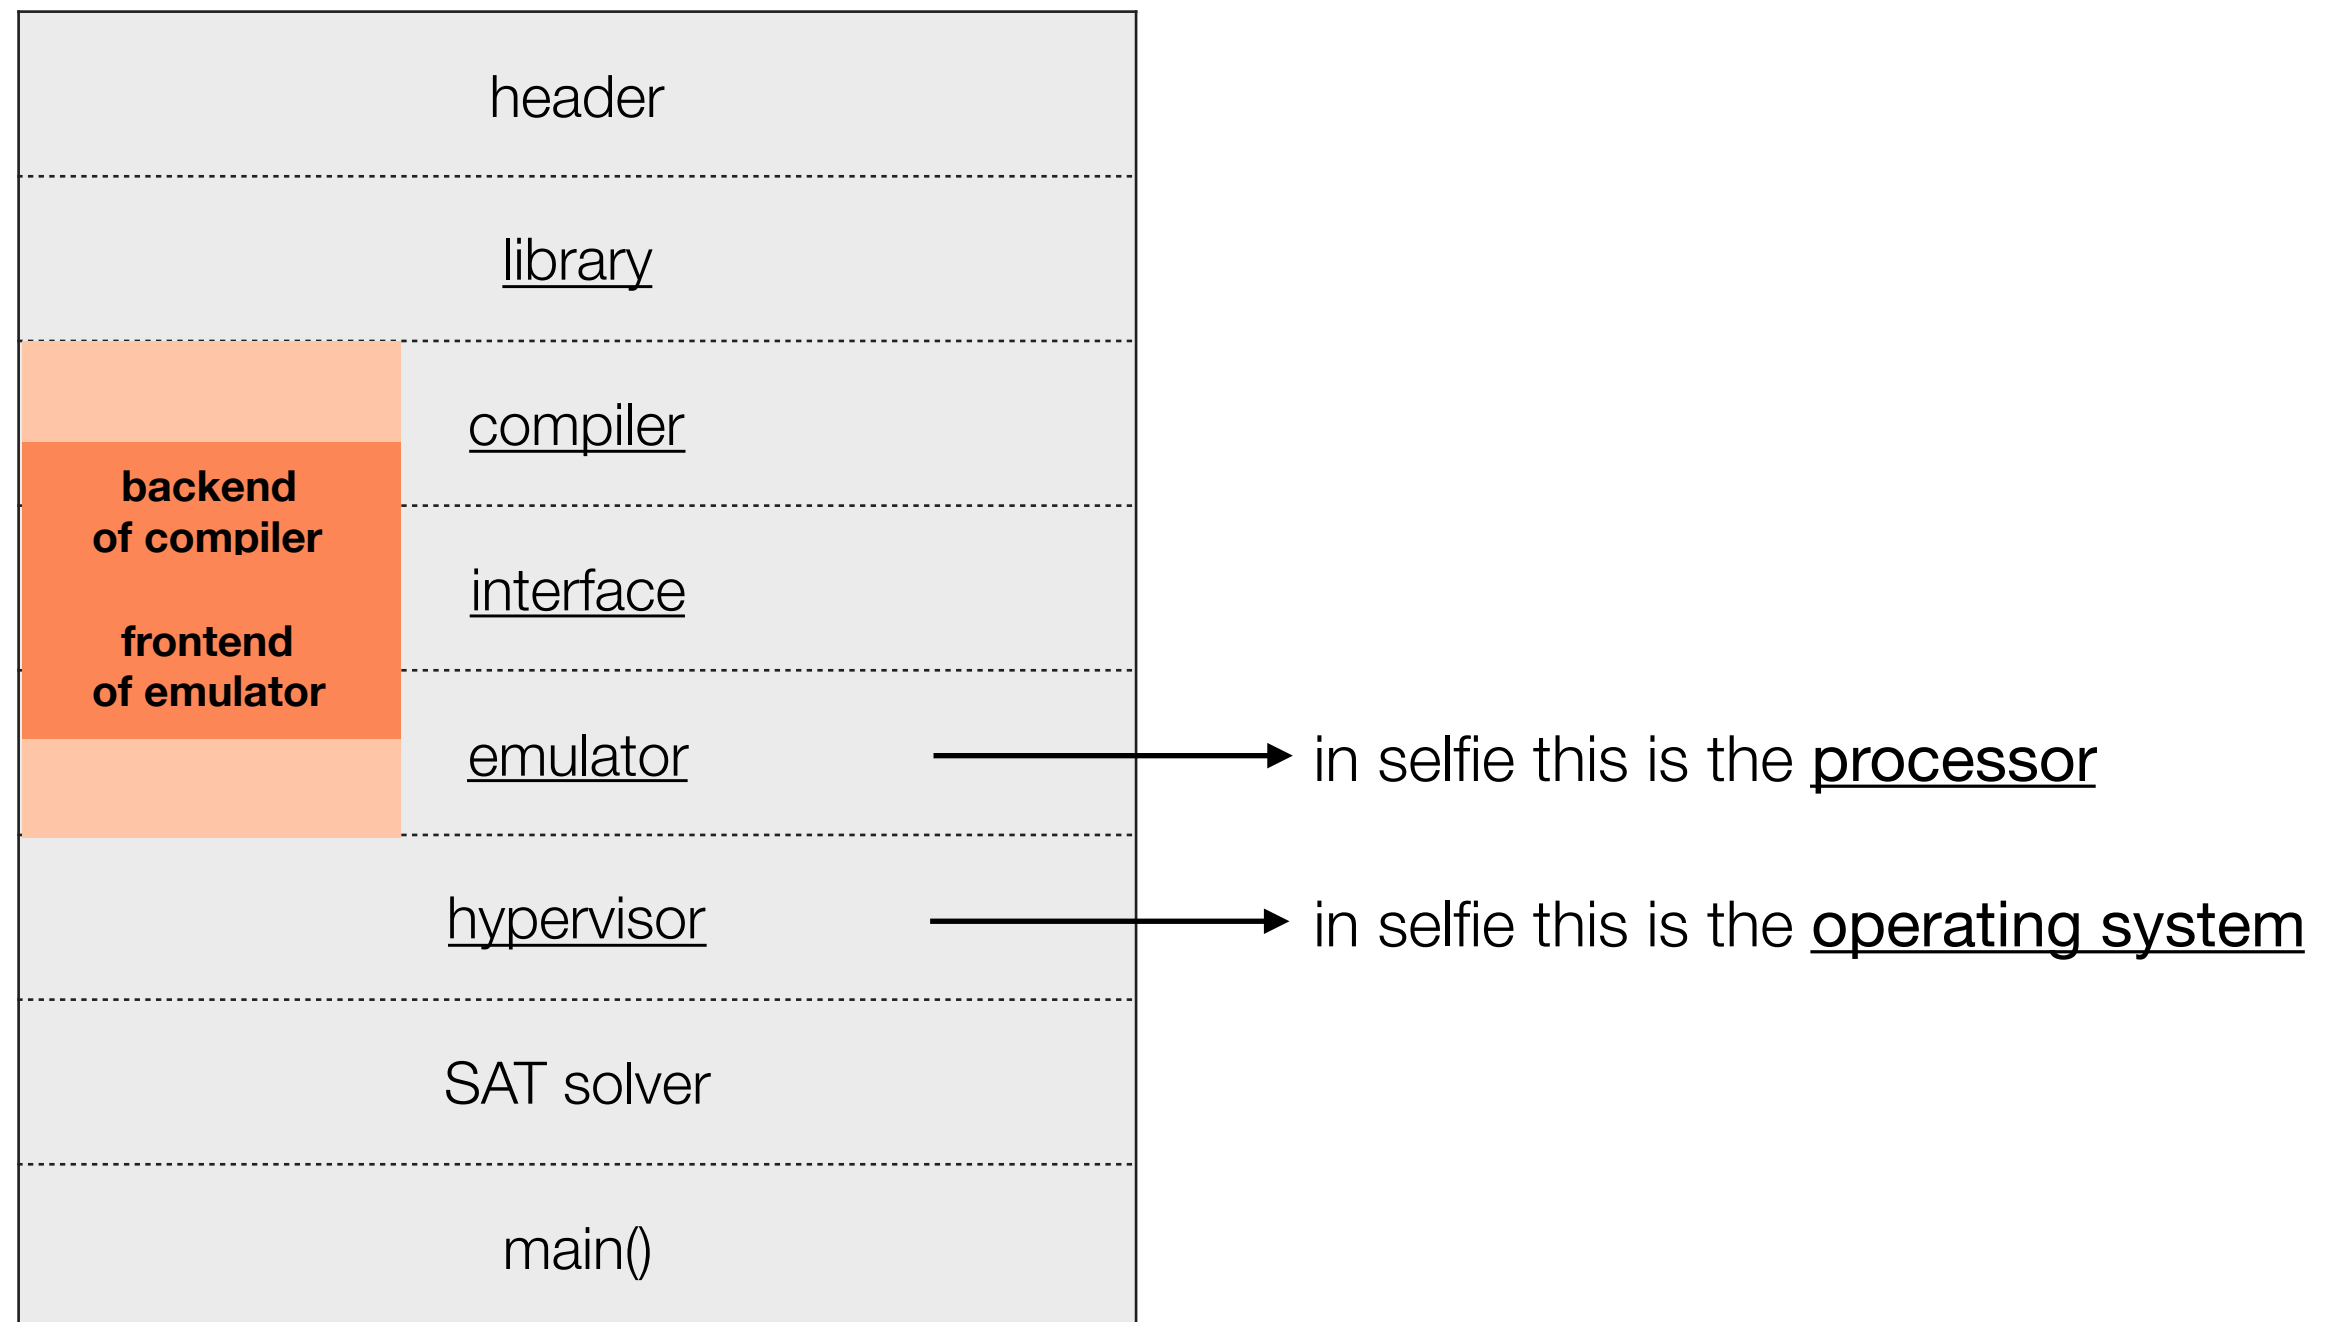 header
library
compiler
backend
of compiler
interface
frontend
of emulator
emulator
in selfie this is the processor
hypervisor
in selfie this is the operating system
SAT solver
main()